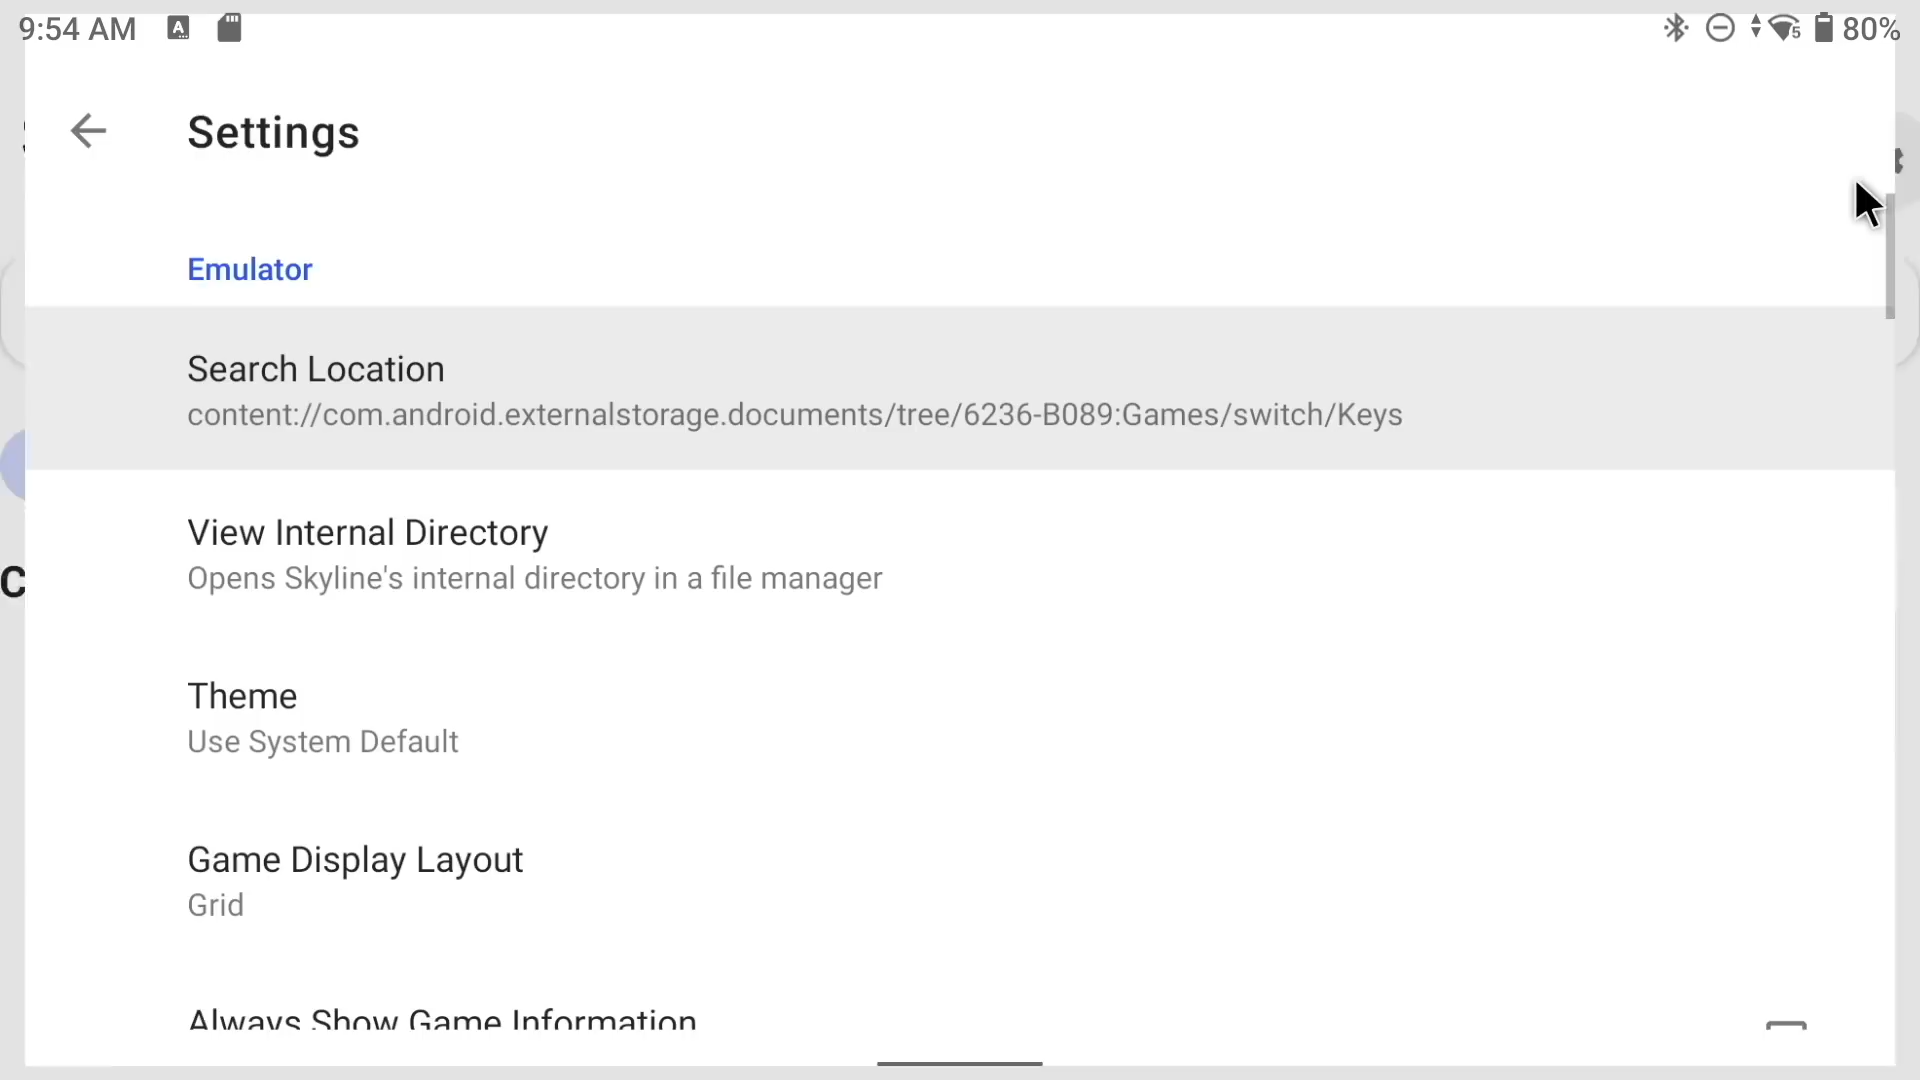 9:54 AM
A
5
80%
Settings
Emulator
Search Location
content://com.android.externalstorage.documents/tree/6236-B089:Games/switch/Keys
View Internal Directory
Opens Skyline's internal directory in a file manager
Theme
Use System Default
Game Display Layout
Grid
Always Show Game Information